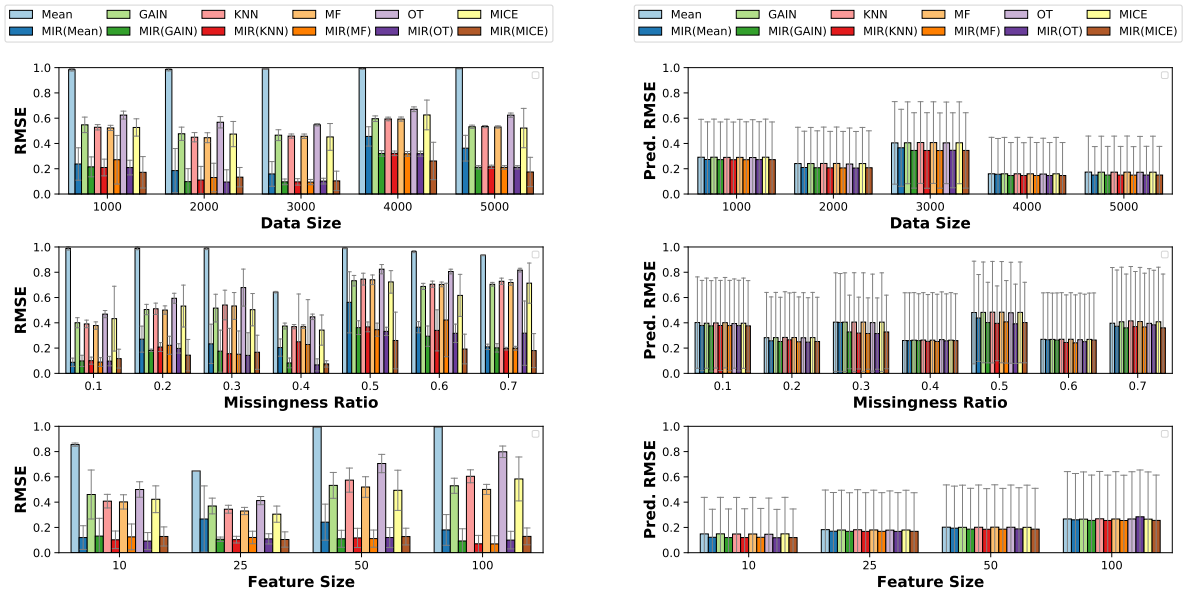 Mean GAIN KNN MF OT MICE
MIR(Mean) MIR(GAIN) MIR(KNN) MIR(MF) MIR(OT) MIR(MICE)
1.0
0.8
0.6
0.4
0.2
0.0
RMSE
1000 2000 3000 4000 5000
Data Size
1.0
0.8
0.6
0.4
0.2
0.0
RMSE
0.1 0.2 0.3 0.4 0.5 0.6 0.7
Missingness Ratio
1.0
0.8
0.6
0.4
0.2
0.0
RMSE
10 25 50 100
Feature Size
Mean GAIN KNN MF OT MICE
MIR(Mean) MIR(GAIN) MIR(KNN) MIR(MF) MIR(OT) MIR(MICE)
1.0
0.8
0.6
0.4
0.2
0.0
Pred. RMSE
1000 2000 3000 4000 5000
Data Size
1.0
0.8
0.6
0.4
0.2
0.0
Pred. RMSE
0.1 0.2 0.3 0.4 0.5 0.6 0.7
Missingness Ratio
1.0
0.8
0.6
0.4
0.2
0.0
Pred. RMSE
10 25 50 100
Feature Size